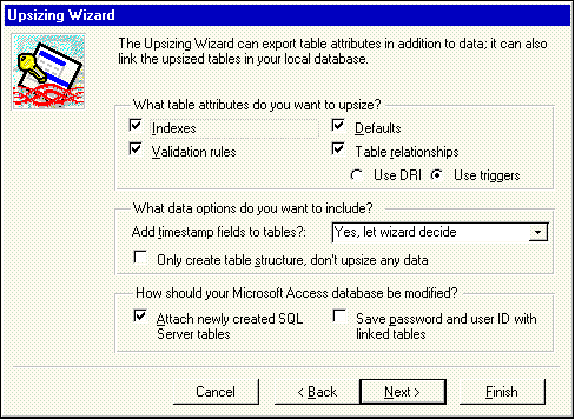 Upsizing Wizard
The Upsizing Wizard can export table attributes in addition to data; it can also
link the upsized tables in your local database.
What table attributes do you want to upsize?
Indexes
Defaults
Validation rules
Table relationships
Use DRI
Use triggers
What data options do you want to include?
Add timestamp fields to tables?:
Yes, let wizard decide
Only create table structure, don't upsize any data
How should your Microsoft Access database be modified?
Attach newly created SQL
Server tables
Save password and user ID with
linked tables
Cancel
< Back
Next >
Finish